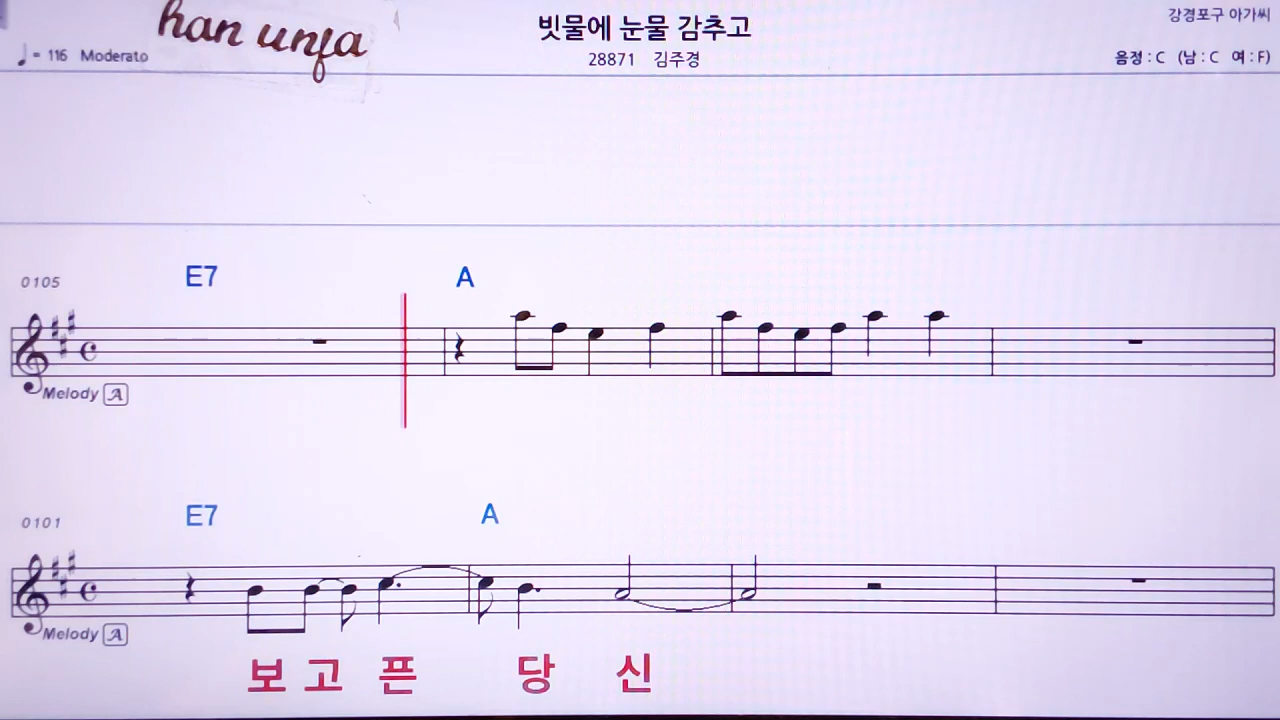 han unja
빗물에 눈물 감추고
강경포구 아가씨
♩= 116 Moderato
28871 김주경
음정 : C (남 : C 여 : F)
E7 A
0105
Melody A
E7 A
0101
Melody A
보 고 픈 당 신